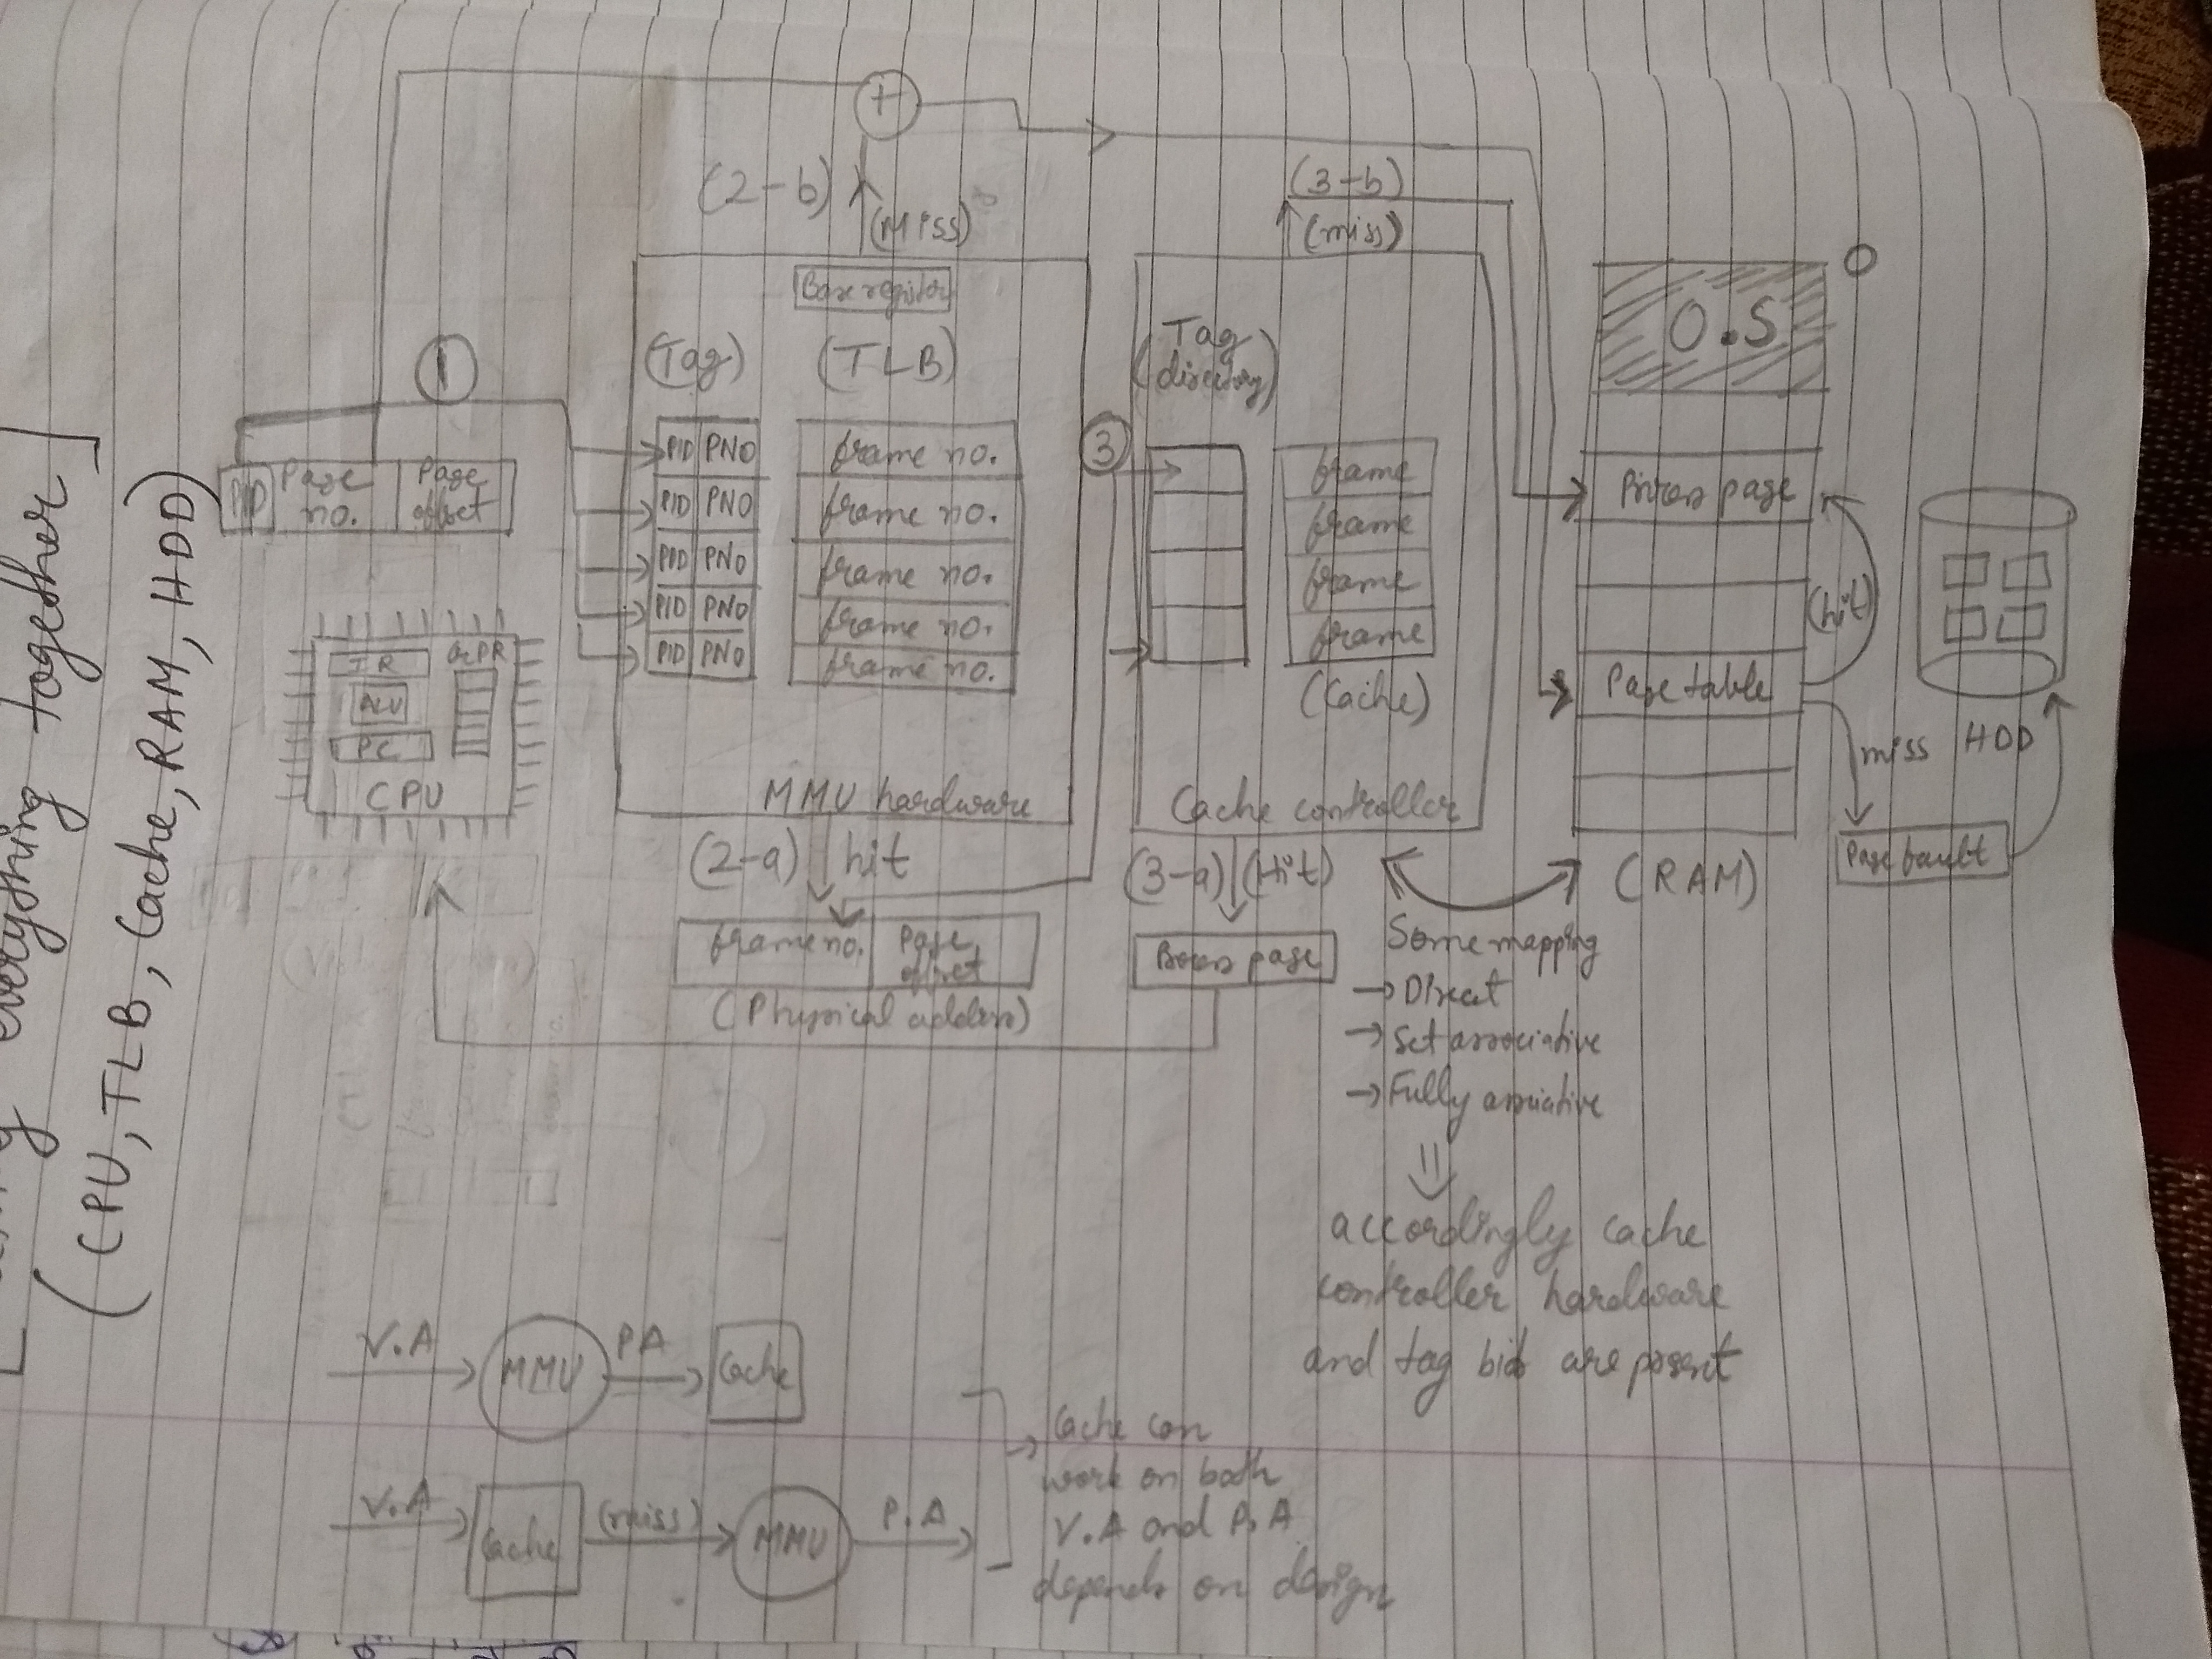 everything together]
(CPU, TLB, Cache, RAM, HDD)
+
(2-b)
(Miss)
(3-b)
(miss)
Base register
0
O.S
1
(Tag)
(TLB)
(Tag
directory)
3
PID
Page
no.
Page
offset
PID PNO
frame no.
PID PNO
frame no.
PID PNO
frame no.
PID PNO
frame no.
PID PNO
frame no.
frame
frame
frame
frame
(Cache)
Process page
(hit)
Page table
miss
HDD
Page fault
IR
GPR
ALU
PC
CPU
MMU hardware
Cache controller
(2-a)
hit
(3-a)
(Hit)
(RAM)
frame no.
Page
offset
(Physical address)
Process page
Some mapping
→ Direct
→ Set associative
→ Fully associative
accordingly cache
controller hardware
and tag bits are present
V.A
MMU
PA
Cache
V.A
Cache
(miss)
MMU
P.A
Cache can
work on both
V.A and P.A
depends on design